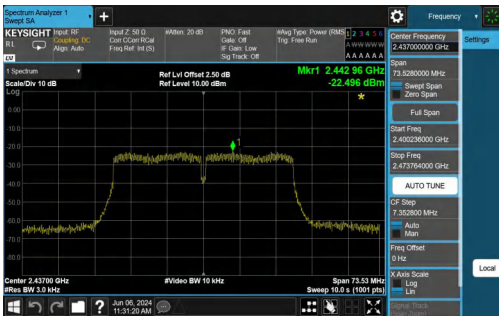 Spectrum Analyzer 1
Swept SA
Frequency
KEYSIGHT
RL
Input: RF
Coupling: DC
Align: Auto
Input Z: 50 Ω
Corr CCorr RCal
Freq Ref: Int (S)
#Atten: 20 dB
PNO: Fast
Gate: Off
IF Gain: Low
Sig Track: Off
#Avg Type: Power (RMS
Trig: Free Run
1 2 3 4 5 6
A W W W W W
A A A A A A
1 Spectrum
Scale/Div 10 dB
Log
Ref Lvl Offset 2.50 dB
Ref Level 10.00 dBm
Mkr1 2.442 96 GHz
-22.496 dBm
1
0.00
-10.0
-20.0
-30.0
-40.0
-50.0
-60.0
-70.0
-80.0
Center 2.43700 GHz
#Res BW 3.0 kHz
#Video BW 10 kHz
Span 73.53 MHz
Sweep 10.0 s (1001 pts)
Jun 06, 2024
11:31:20 AM
Center Frequency
2.437000000 GHz
Span
73.5280000 MHz
Swept Span
Zero Span
Full Span
Start Freq
2.400236000 GHz
Stop Freq
2.473764000 GHz
AUTO TUNE
CF Step
7.352800 MHz
Auto
Man
Freq Offset
0 Hz
X Axis Scale
Log
Lin
Signal Track
Settings
Local